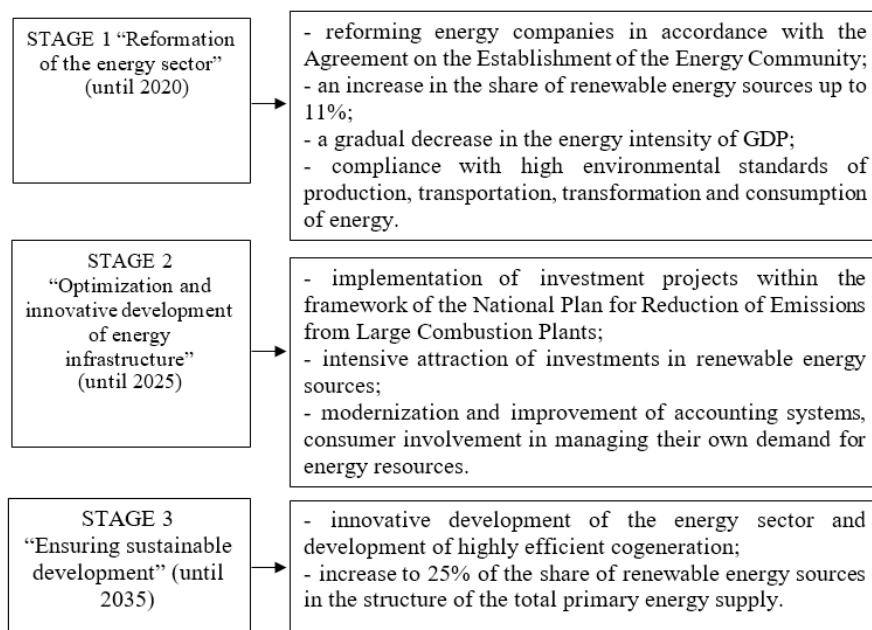 STAGE 1 “Reformation
of the energy sector”
(until 2020)
- reforming energy companies in accordance with the
Agreement on the Establishment of the Energy Community;
- an increase in the share of renewable energy sources up to
11%;
- a gradual decrease in the energy intensity of GDP;
- compliance with high environmental standards of
production, transportation, transformation and consumption
of energy.
STAGE 2
“Optimization and
innovative development
of energy
infrastructure”
(until 2025)
- implementation of investment projects within the
framework of the National Plan for Reduction of Emissions
from Large Combustion Plants;
- intensive attraction of investments in renewable energy
sources;
- modernization and improvement of accounting systems,
consumer involvement in managing their own demand for
energy resources.
STAGE 3
“Ensuring sustainable
development” (until
2035)
- innovative development of the energy sector and
development of highly efficient cogeneration;
- increase to 25% of the share of renewable energy sources
in the structure of the total primary energy supply.